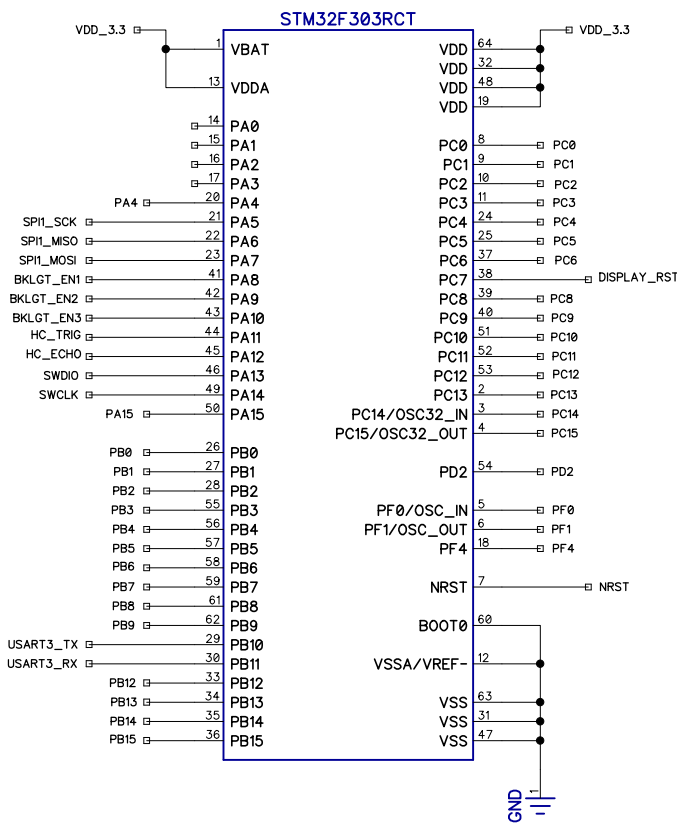 STM32F303RCT
VDD_3.3 1 VBAT VDD 64 VDD_3.3
VDD 32
13 VDDA VDD 48
VDD 19
14 PA0
15 PA1 PC0 8 PC0
16 PA2 PC1 9 PC1
17 PA3 PC2 10 PC2
PA4 20 PA4 PC3 11 PC3
SPI1_SCK 21 PA5 PC4 24 PC4
SPI1_MISO 22 PA6 PC5 25 PC5
SPI1_MOSI 23 PA7 PC6 37 PC6
BKLGT_EN1 41 PA8 PC7 38 DISPLAY_RST
BKLGT_EN2 42 PA9 PC8 39 PC8
BKLGT_EN3 43 PA10 PC9 40 PC9
HC_TRIG 44 PA11 PC10 51 PC10
HC_ECHO 45 PA12 PC11 52 PC11
SWDIO 46 PA13 PC12 53 PC12
SWCLK 49 PA14 PC13 2 PC13
PA15 50 PA15 PC14/OSC32_IN 3 PC14
PC15/OSC32_OUT 4 PC15
PB0 26 PB0
PB1 27 PB1 PD2 54 PD2
PB2 28 PB2
PB3 55 PB3 PF0/OSC_IN 5 PF0
PB4 56 PB4 PF1/OSC_OUT 6 PF1
PB5 57 PB5 PF4 18 PF4
PB6 58 PB6
PB7 59 PB7 NRST 7 NRST
PB8 61 PB8
PB9 62 PB9 BOOT0 60
USART3_TX 29 PB10
USART3_RX 30 PB11 VSSA/VREF- 12
PB12 33 PB12
PB13 34 PB13 VSS 63
PB14 35 PB14 VSS 31
PB15 36 PB15 VSS 47
GND 1